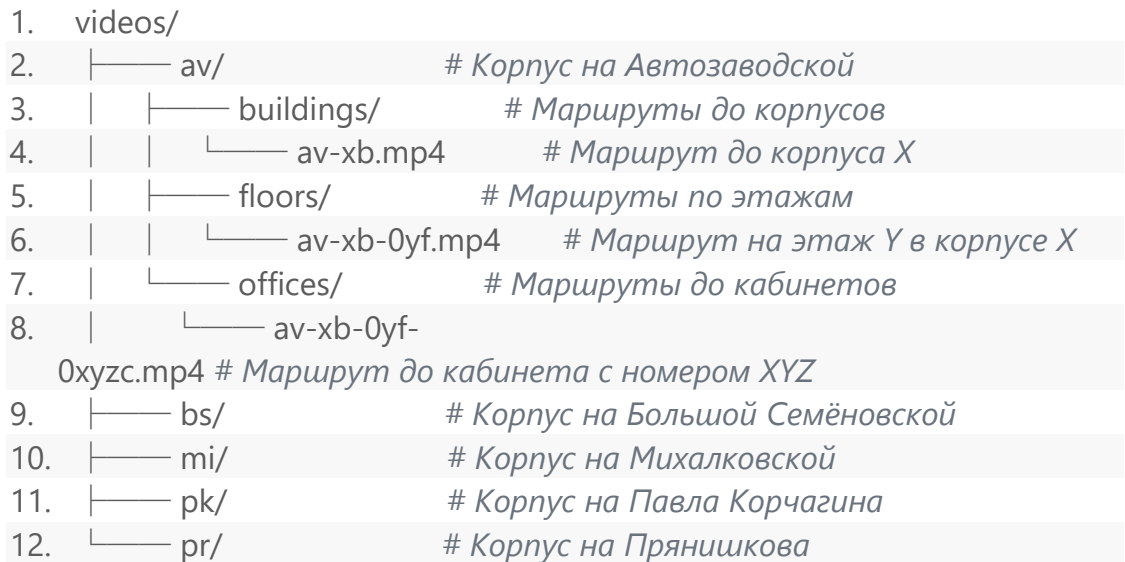 1. videos/
2. ├── av/ # Корпус на Автозаводской
3. │ ├── buildings/ # Маршруты до корпусов
4. │ │ └── av-xb.mp4 # Маршрут до корпуса X
5. │ ├── floors/ # Маршруты по этажам
6. │ │ └── av-xb-0yf.mp4 # Маршрут на этаж Y в корпусе X
7. │ └── offices/ # Маршруты до кабинетов
8. │ └── av-xb-0yf-
0xyzc.mp4 # Маршрут до кабинета с номером XYZ
9. ├── bs/ # Корпус на Большой Семёновской
10. ├── mi/ # Корпус на Михалковской
11. ├── pk/ # Корпус на Павла Корчагина
12. └── pr/ # Корпус на Прянишкова